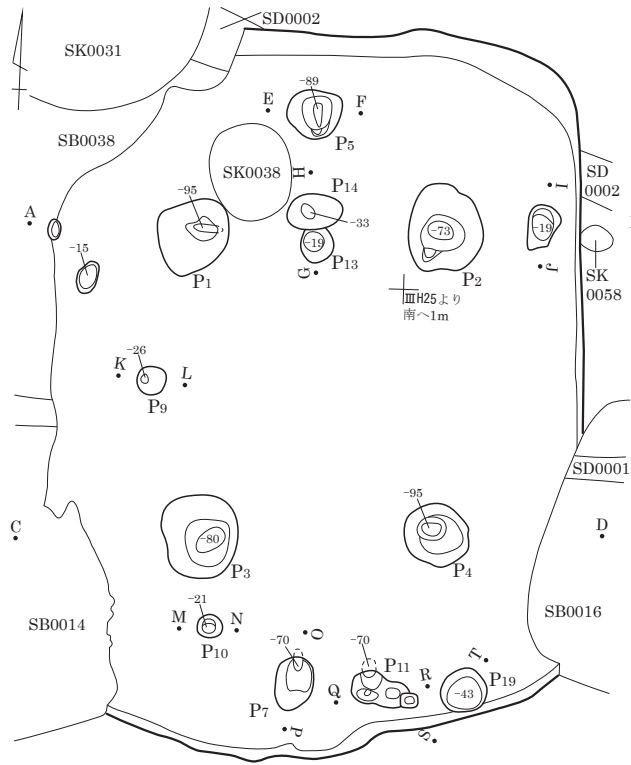 SD0002
SK0031
-89
E
F
SB0038
P5
SK0038
H
SD
0002
I
-95
P14
A
-33
-73
-19
-19
-15
P13
G
P1
P2
J
SK
0058
ⅢH25より
南へ1m
-26
K
L
P9
SD0001
-95
C
D
-80
P3
P4
-21
SB0014
M
N
O
SB0016
P10
-70
-70
P11
T
R
P19
-43
Q
P7
P
S